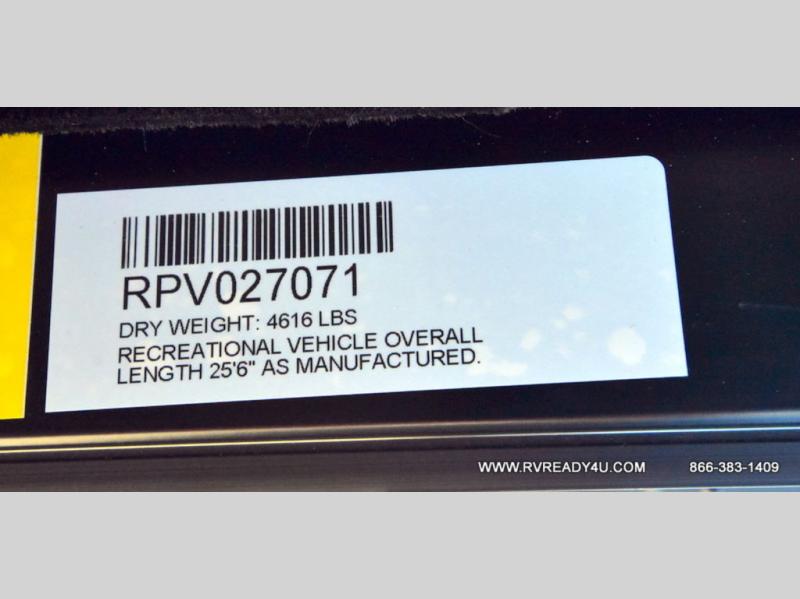 RPV027071
DRY WEIGHT: 4616 LBS
RECREATIONAL VEHICLE OVERALL
LENGTH 25'6" AS MANUFACTURED.
WWW.RVREADY4U.COM 866-383-1409